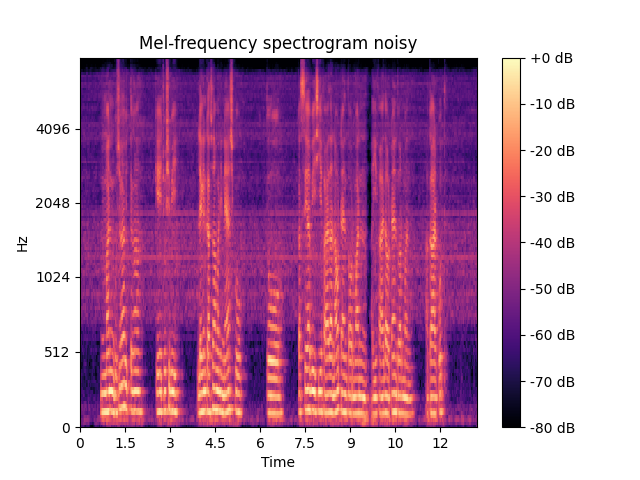 Mel-frequency spectrogram noisy
Hz
4096
2048
1024
512
0
0 1.5 3 4.5 6 7.5 9 10 12
Time
+0 dB
-10 dB
-20 dB
-30 dB
-40 dB
-50 dB
-60 dB
-70 dB
-80 dB